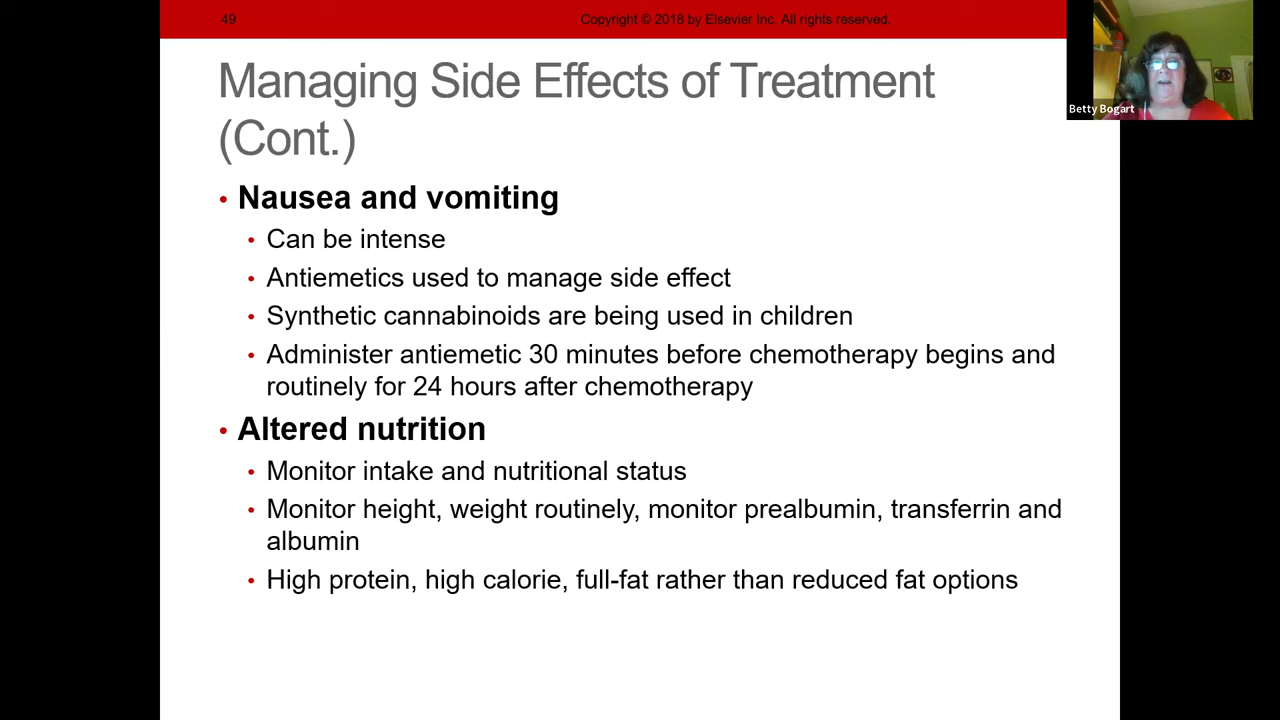 49
Copyright © 2018 by Elsevier Inc. All rights reserved.
Managing Side Effects of Treatment
(Cont.)
Betty Bogart
• Nausea and vomiting
• Can be intense
• Antiemetics used to manage side effect
• Synthetic cannabinoids are being used in children
• Administer antiemetic 30 minutes before chemotherapy begins and
routinely for 24 hours after chemotherapy
• Altered nutrition
• Monitor intake and nutritional status
• Monitor height, weight routinely, monitor prealbumin, transferrin and
albumin
• High protein, high calorie, full-fat rather than reduced fat options